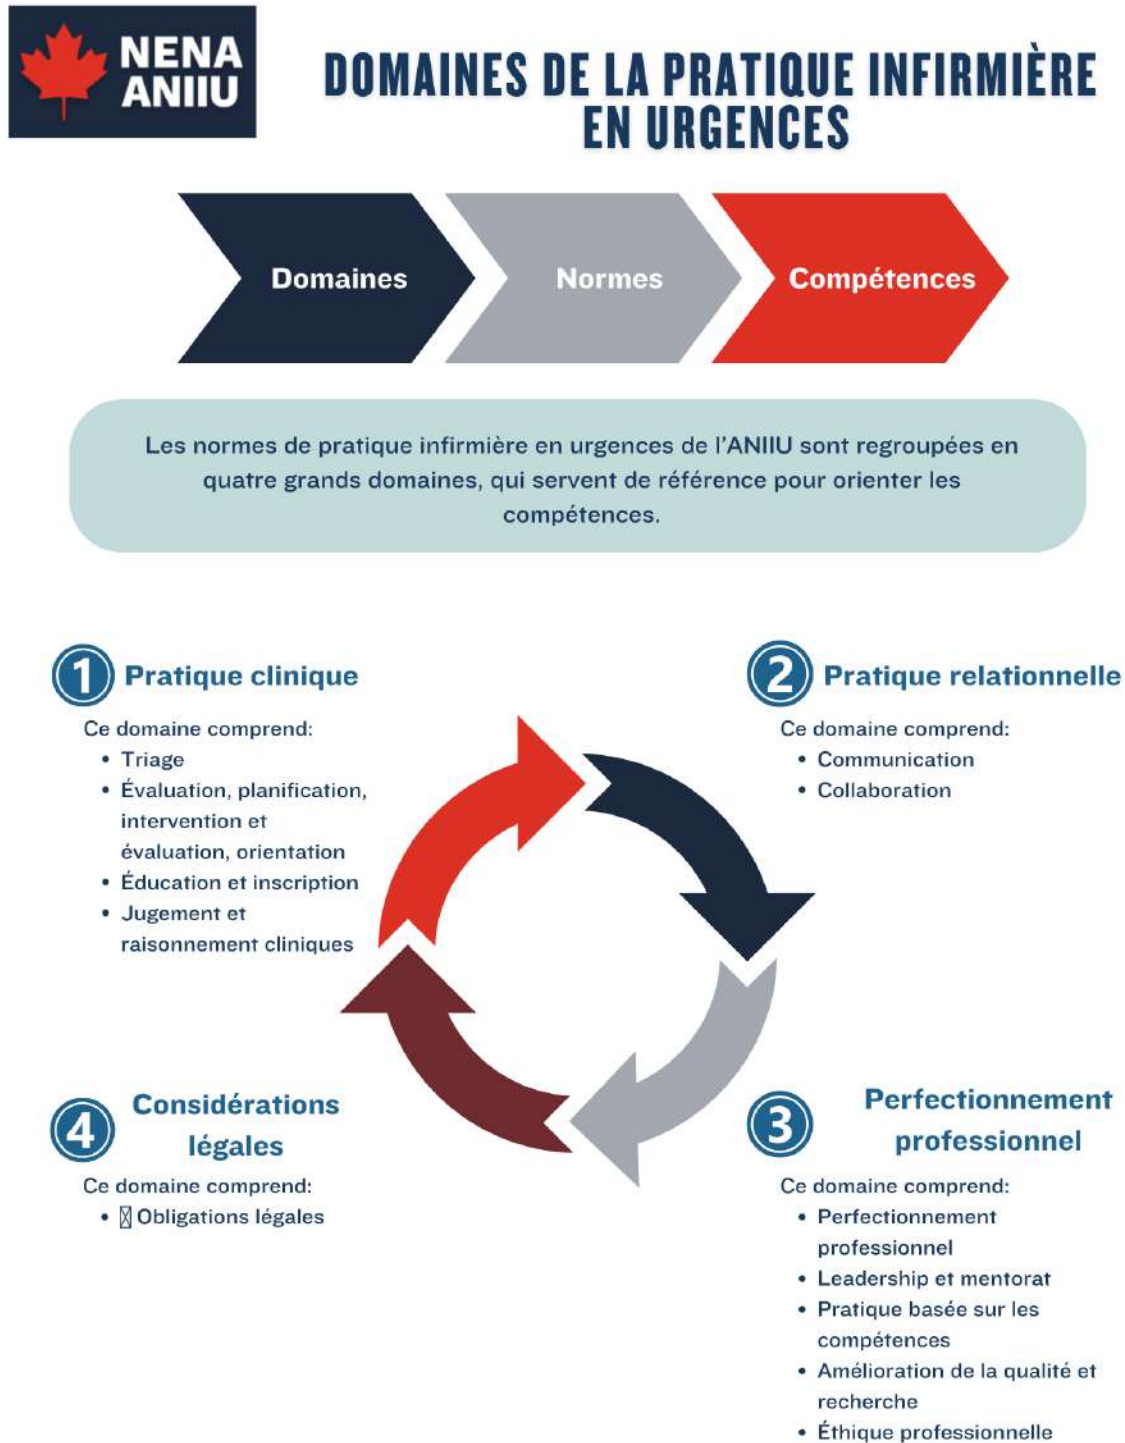 NENA
ANIIU
DOMAINES DE LA PRATIQUE INFIRMIÈRE
EN URGENCES
Domaines
Normes
Compétences
Les normes de pratique infirmière en urgences de l'ANIIU sont regroupées en
quatre grands domaines, qui servent de référence pour orienter les
compétences.
1 Pratique clinique
Ce domaine comprend:
• Triage
• Évaluation, planification,
intervention et
évaluation, orientation
• Éducation et inscription
• Jugement et
raisonnement cliniques
2 Pratique relationnelle
Ce domaine comprend:
• Communication
• Collaboration
3 Perfectionnement
professionnel
Ce domaine comprend:
• Perfectionnement
professionnel
• Leadership et mentorat
• Pratique basée sur les
compétences
• Amélioration de la qualité et
recherche
• Éthique professionnelle
4 Considérations
légales
Ce domaine comprend:
• Obligations légales